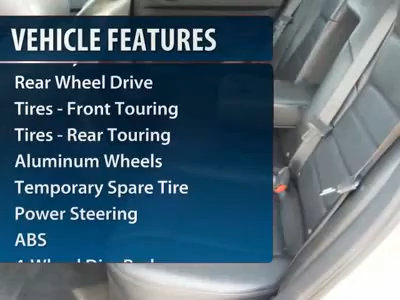 VEHICLE FEATURES
Rear Wheel Drive
Tires - Front Touring
Tires - Rear Touring
Aluminum Wheels
Temporary Spare Tire
Power Steering
ABS